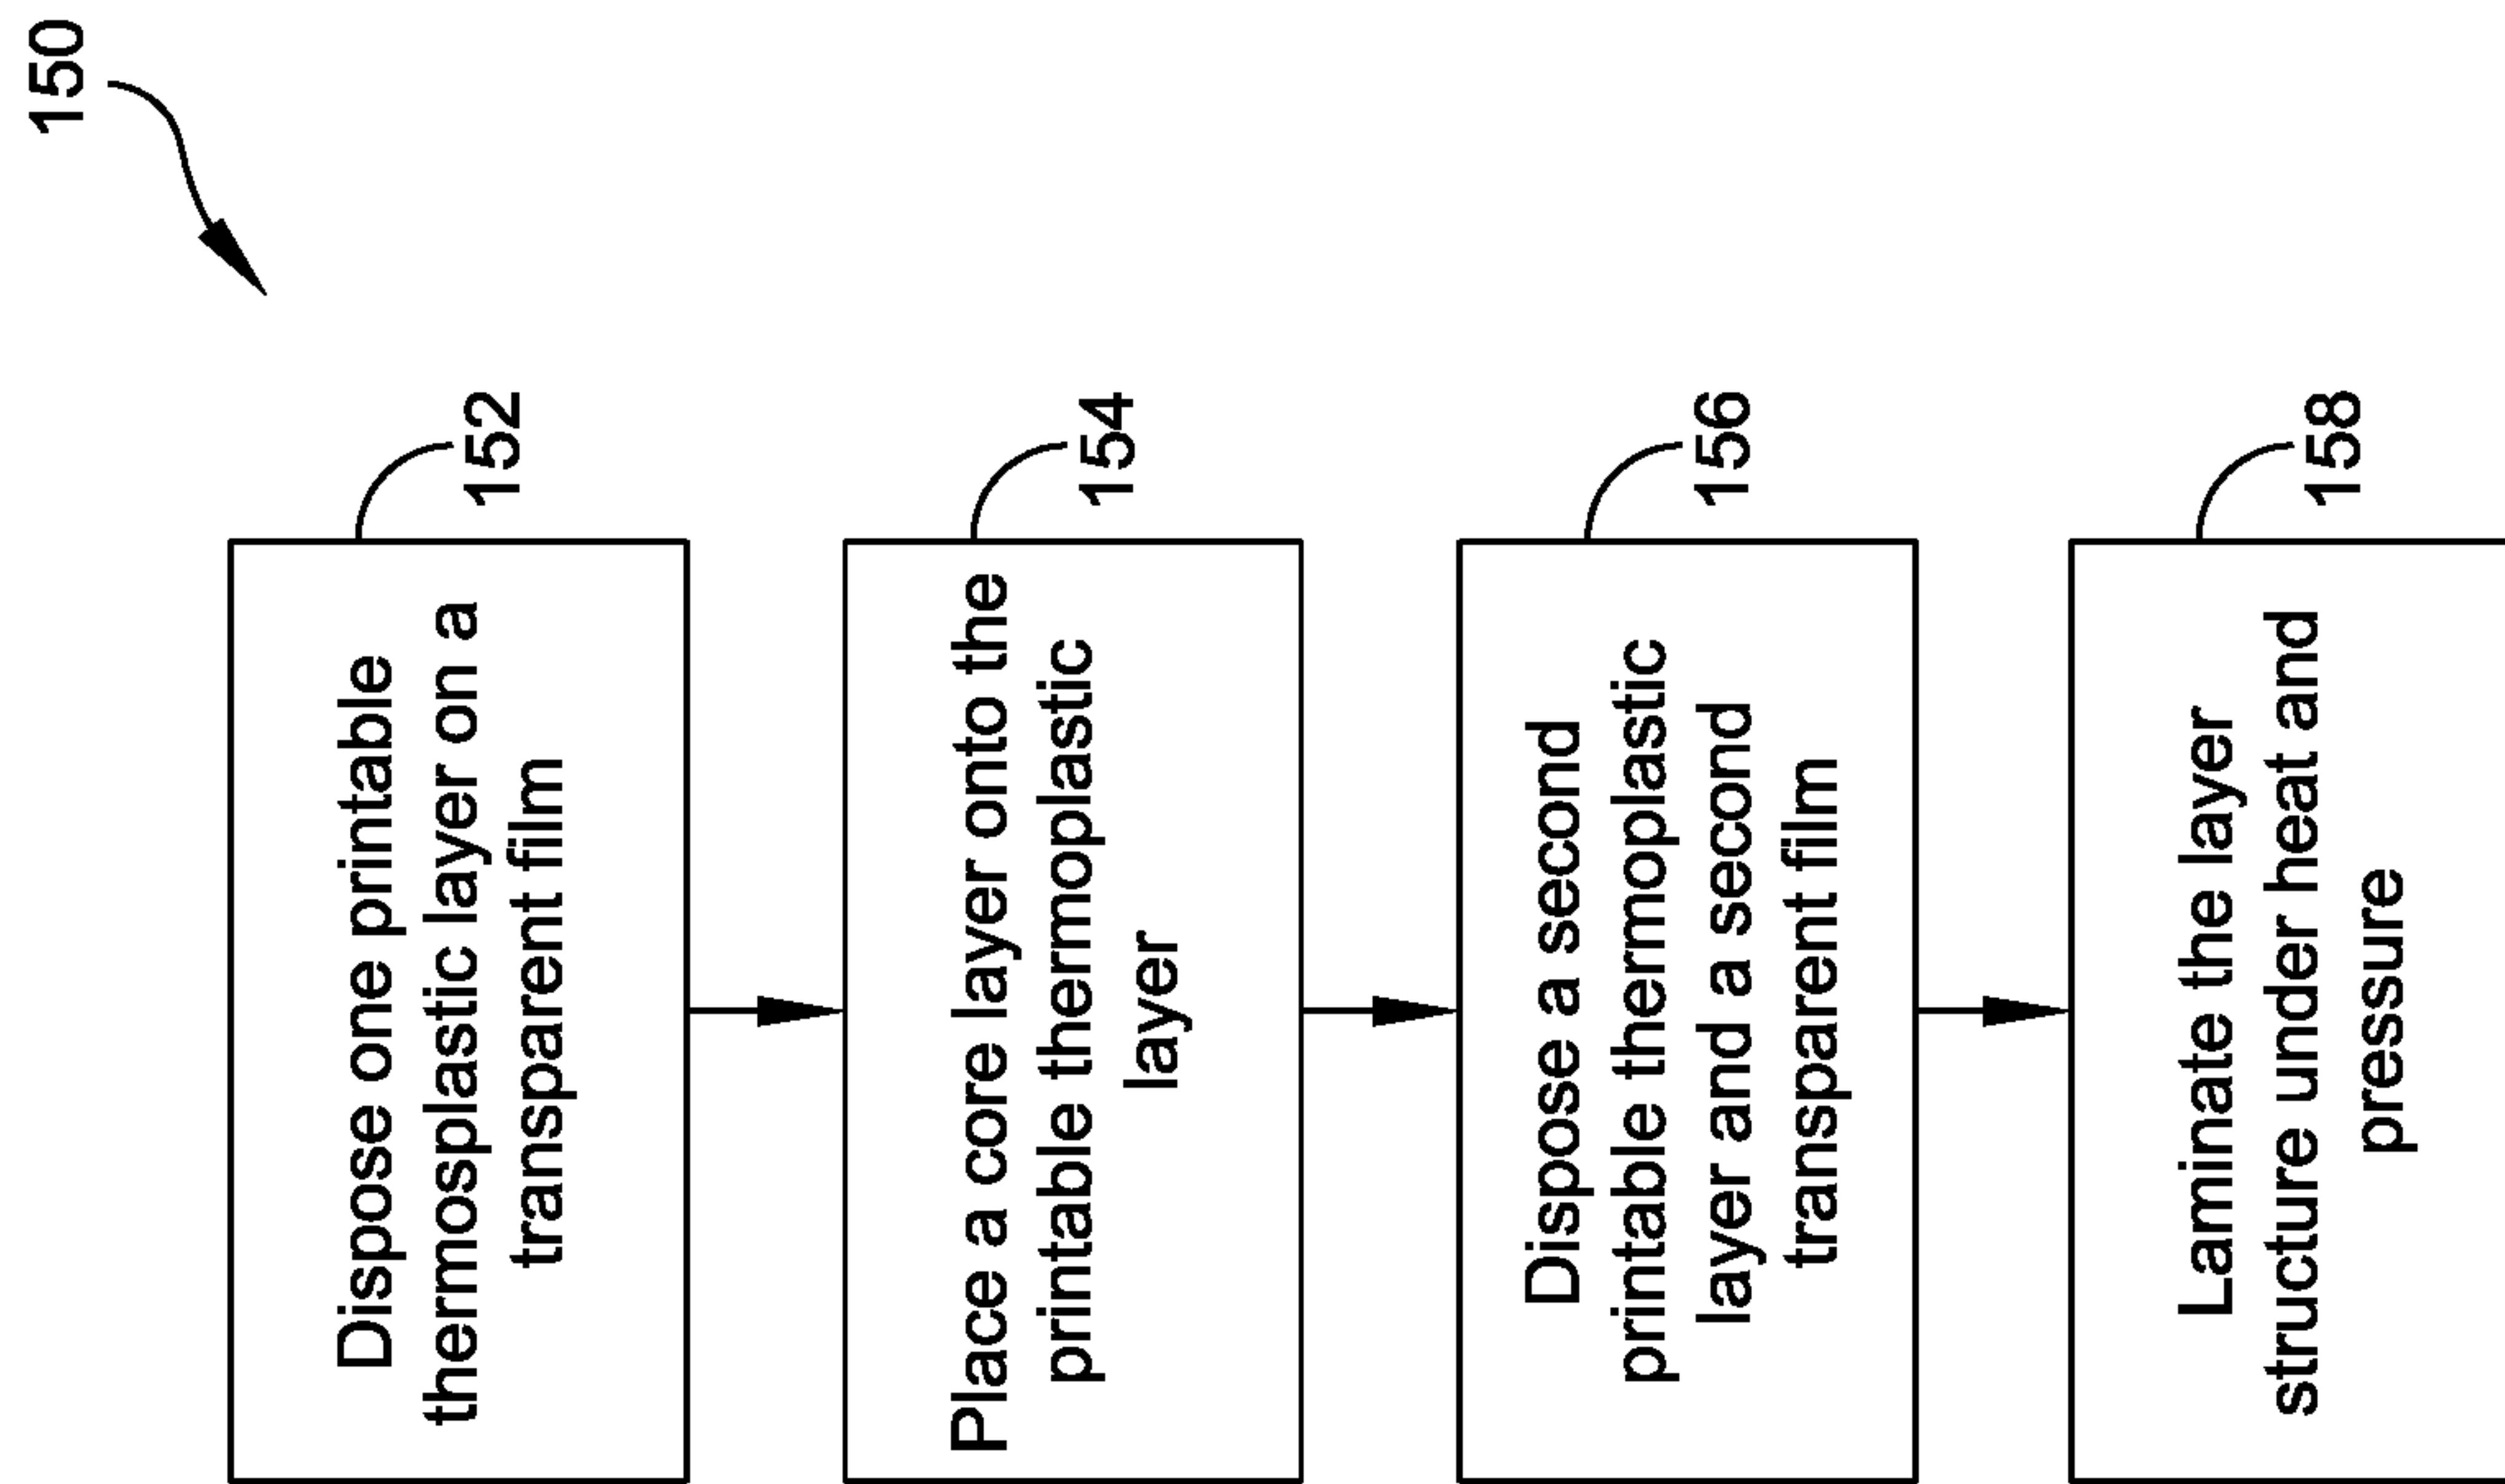 150
152
Dispose one printable
thermosplastic layer on a
transparent film
154
Place a core layer onto the
printable thermoplastic
layer
156
Dispose a second
printable thermoplastic
layer and a second
transparent film
158
Laminate the layer
structure under heat and
pressure